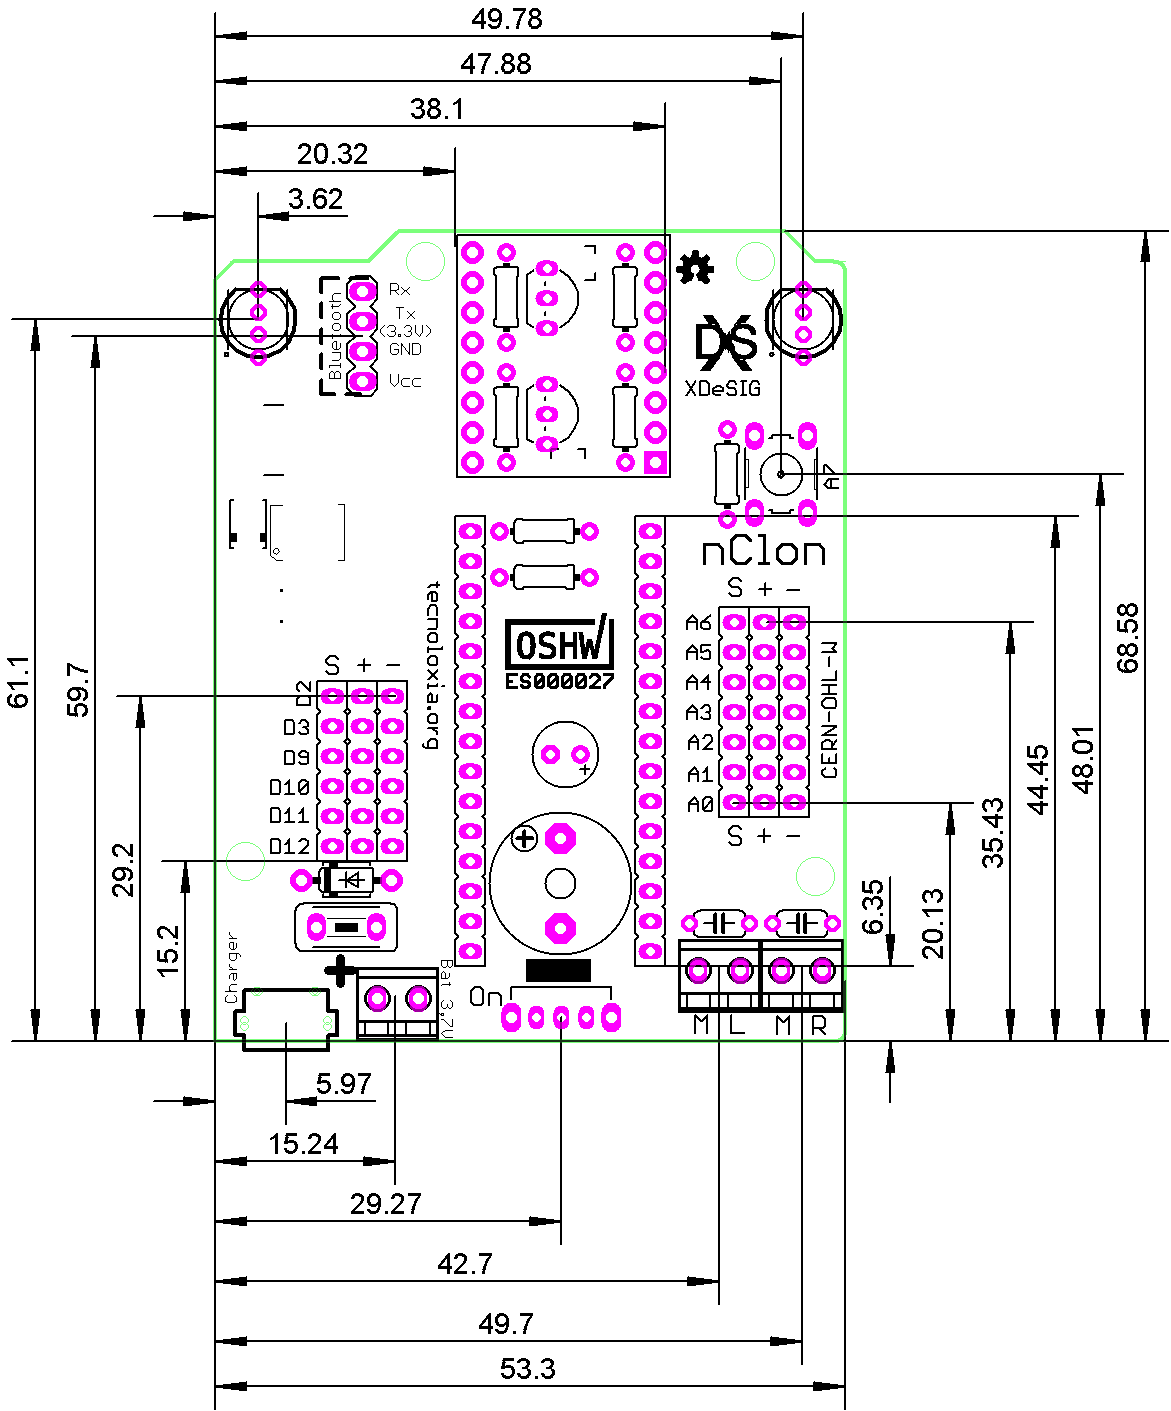 49.78
47.88
38.1
20.32
3.62
Bluetooth
Rx
Tx
(3.3V)
GND
Vcc
DS
XDeSIG
A7
nClon
S + -
A6
A5
A4
A3
A2
A1
A0
S + -
CERN-OHL-W
tecnoloxia.org
OSHW
ES000027
S + -
D2
D3
D9
D10
D11
D12
+
+
61.1
59.7
29.2
15.2
68.58
48.01
44.45
35.43
20.13
6.35
Charger
+
Bat 3,7V
On
M L M R
5.97
15.24
29.27
42.7
49.7
53.3